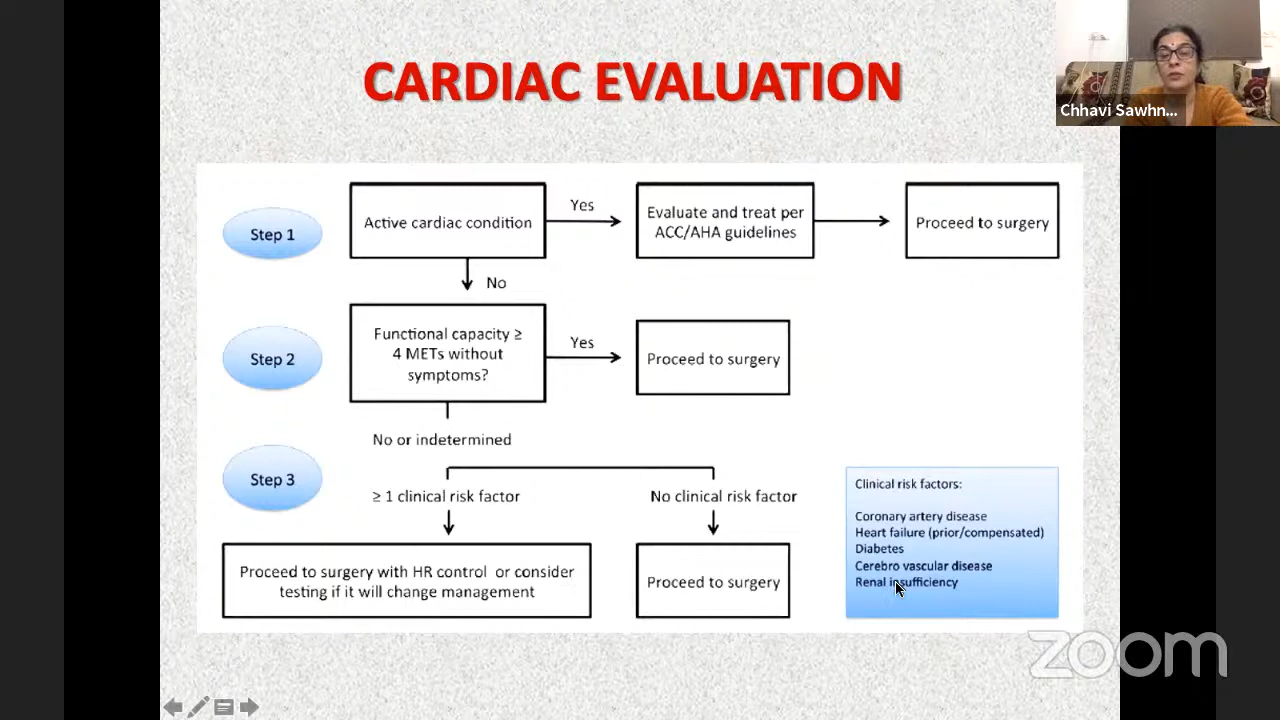 CARDIAC EVALUATION
Chhavi Sawhn...
Step 1
Active cardiac condition
Yes
Evaluate and treat per
ACC/AHA guidelines
Proceed to surgery
No
Step 2
Functional capacity ≥
4 METs without
symptoms?
Yes
Proceed to surgery
No or indetermined
Step 3
≥ 1 clinical risk factor
No clinical risk factor
Proceed to surgery with HR control or consider
testing if it will change management
Proceed to surgery
Clinical risk factors:
Coronary artery disease
Heart failure (prior/compensated)
Diabetes
Cerebro vascular disease
Renal insufficiency
zoom